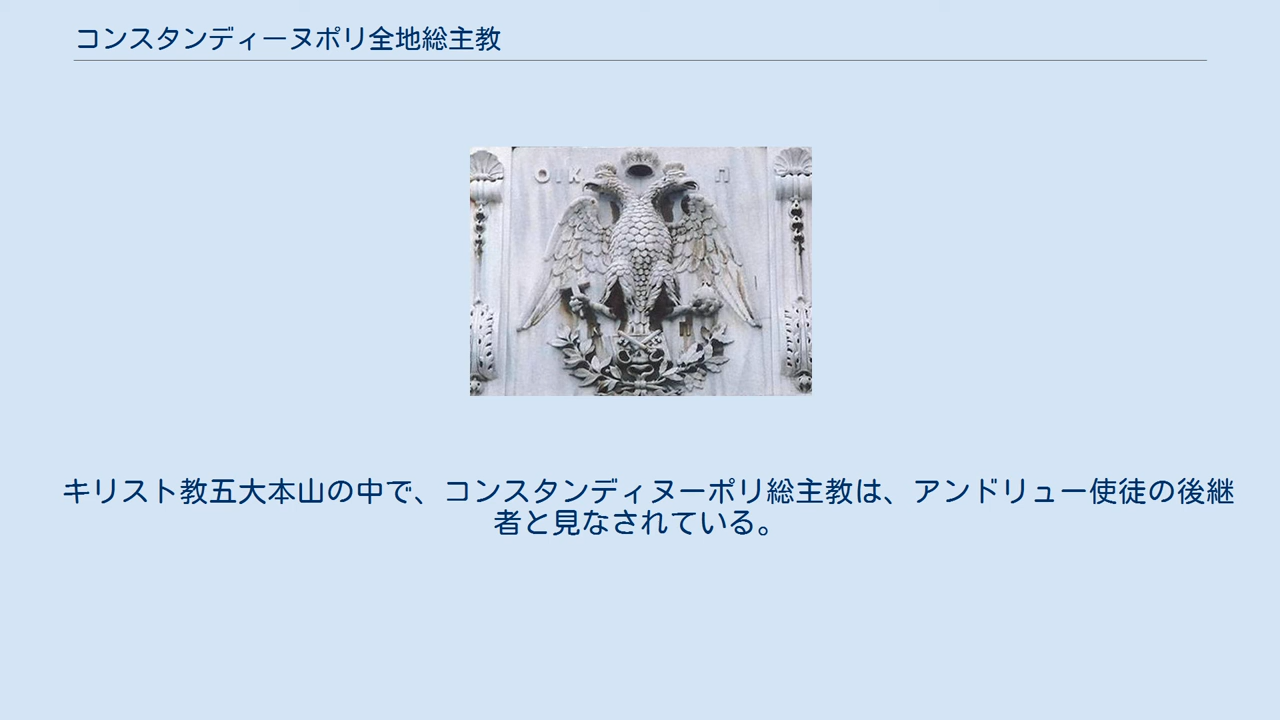 コンスタンディーヌポリ全地総主教
Ο Ι Κ Π
キリスト教五大本山の中で、コンスタンディヌーポリ総主教は、アンドリュー使徒の後継
者と見なされている。